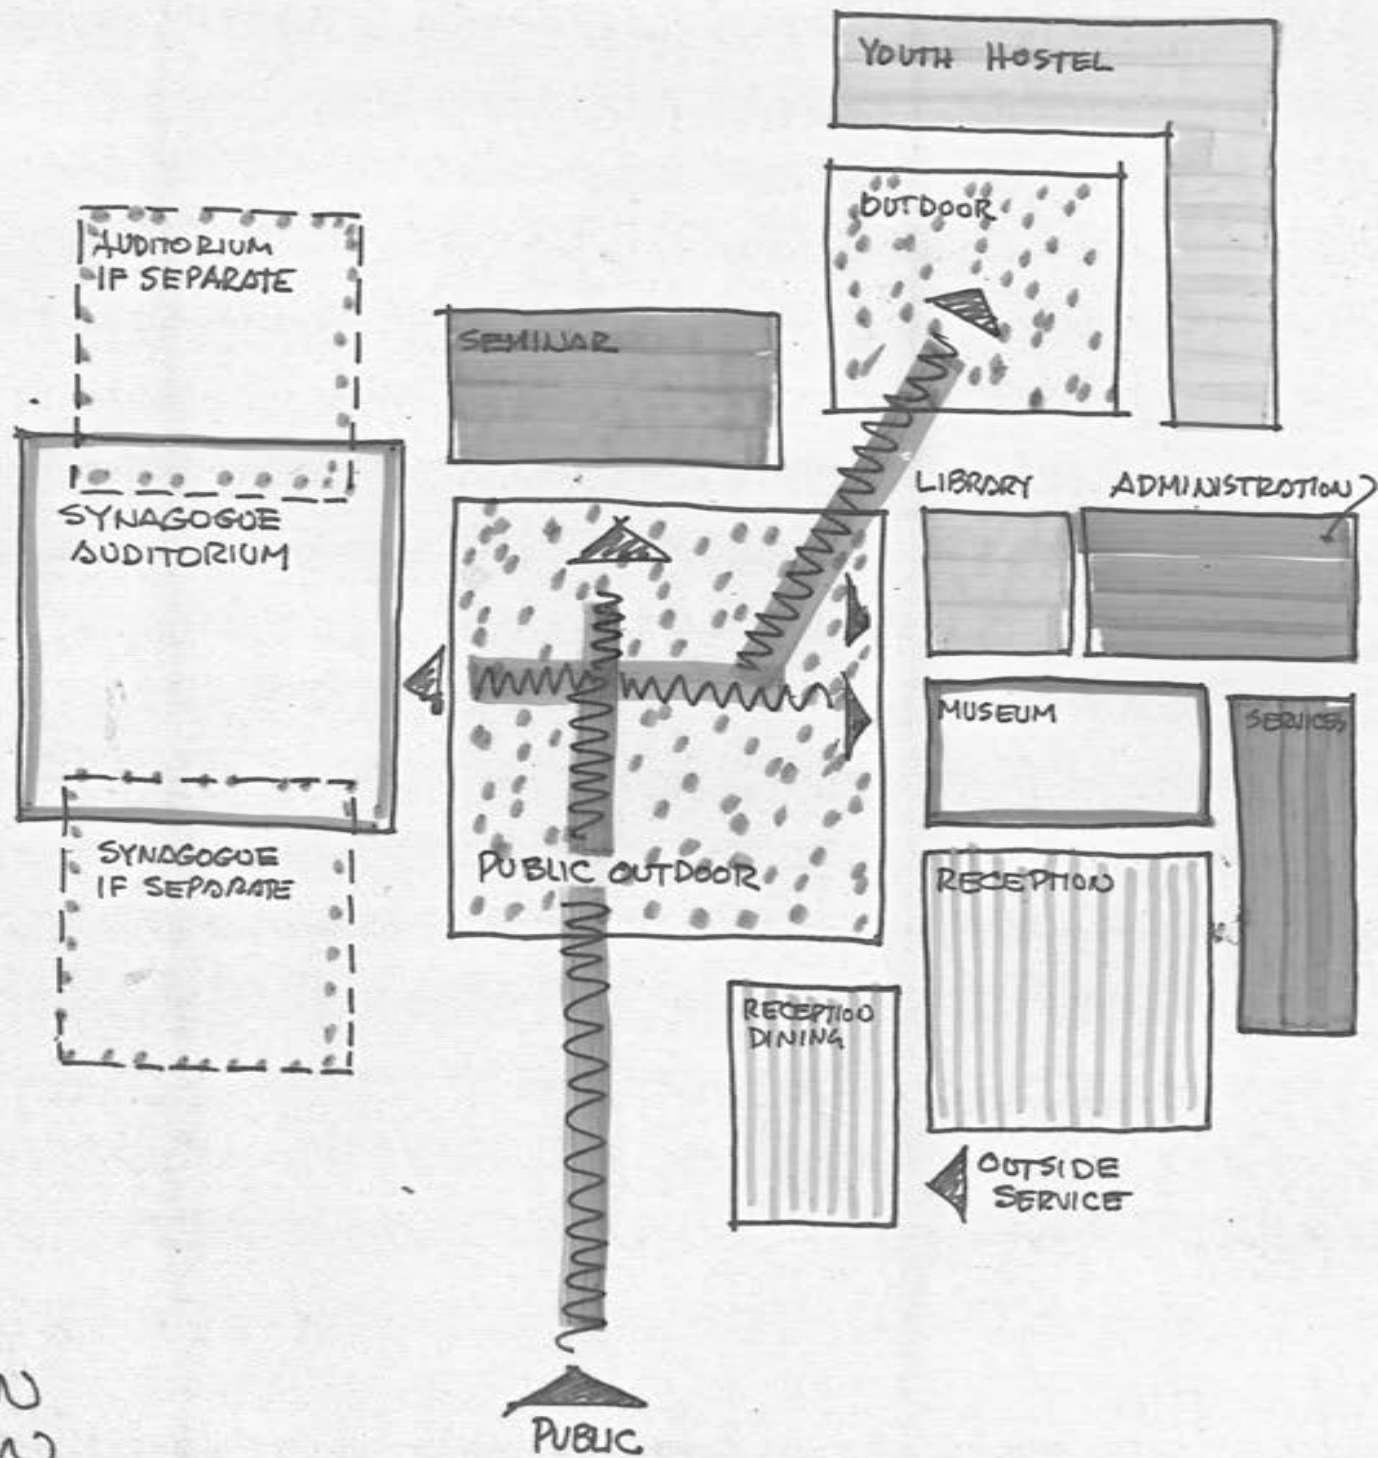 YOUTH HOSTEL
OUTDOOR
AUDITORIUM
IF SEPARATE
SEMINAR
LIBRARY
ADMINISTRATION
SYNAGOGUE
AUDITORIUM
MUSEUM
SERVICES
SYNAGOGUE
IF SEPARATE
PUBLIC OUTDOOR
RECEPTION
RECEPTIO
DINING
OUTSIDE
SERVICE
PUBLIC